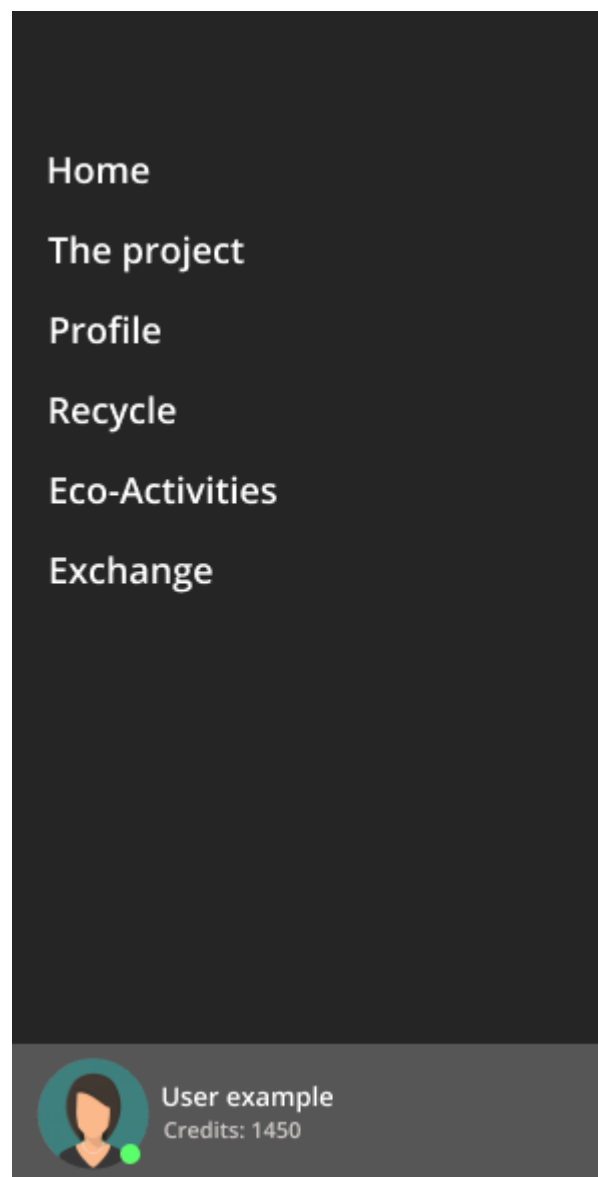 Home
The project
Profile
Recycle
Eco-Activities
Exchange
User example
Credits: 1450